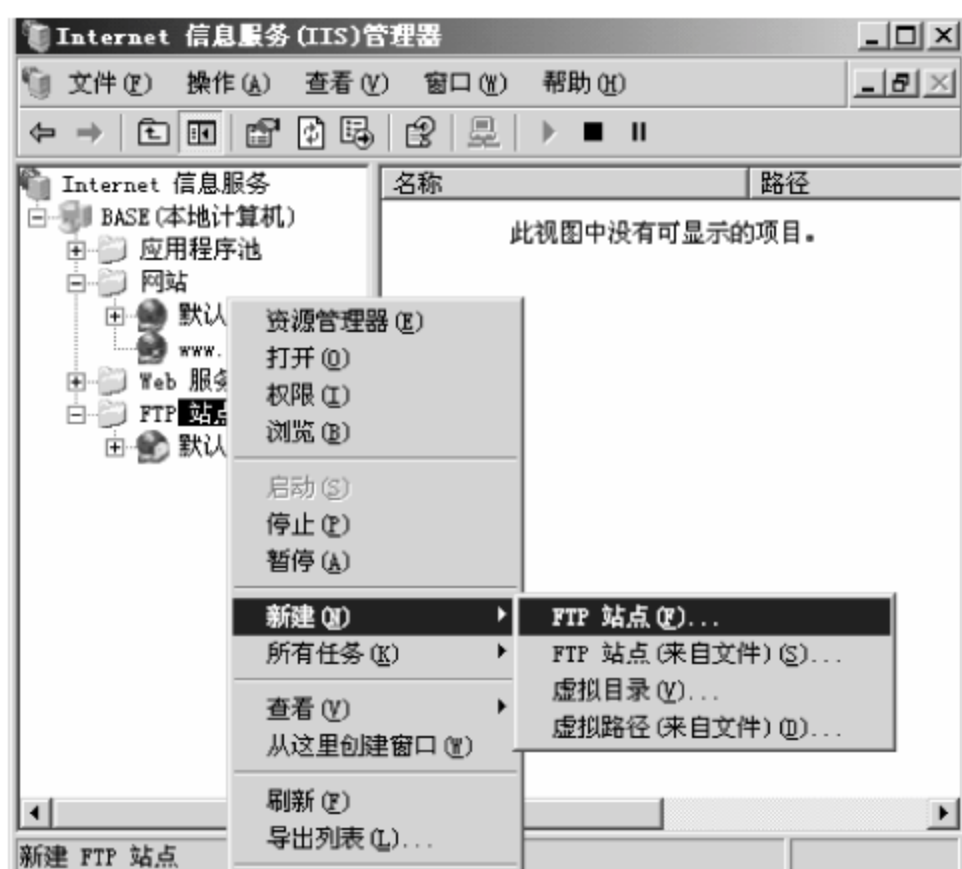 Internet 信息服务(IIS)管理器
文件(F) 操作(A) 查看(V) 窗口(W) 帮助(H)
Internet 信息服务
名称 路径
BASE(本地计算机)
此视图中没有可显示的项目。
应用程序池
网站
默认
www.
Web 服务
FTP 站点
默认
资源管理器(E)
打开(O)
权限(I)
浏览(B)
启动(S)
停止(P)
暂停(A)
新建(N)
所有任务(K)
查看(V)
从这里创建窗口(W)
刷新(F)
导出列表(L)...
FTP 站点(F)...
FTP 站点(来自文件)(S)...
虚拟目录(V)...
虚拟路径(来自文件)(D)...
新建 FTP 站点